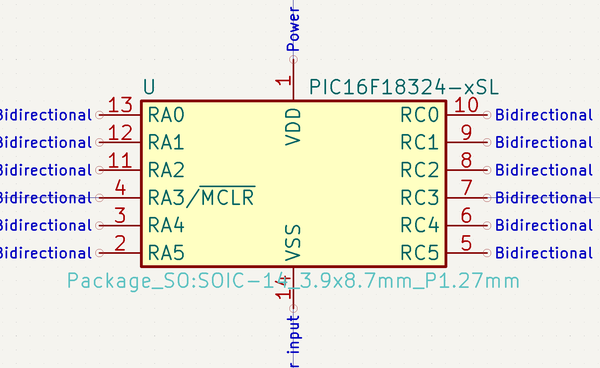 Power
1
U
PIC16F18324-xSL
Bidirectional 13 RA0 VDD RC0 10 Bidirectional
Bidirectional 12 RA1 RC1 9 Bidirectional
Bidirectional 11 RA2 RC2 8 Bidirectional
Bidirectional 4 RA3/MCLR RC3 7 Bidirectional
Bidirectional 3 RA4 VSS RC4 6 Bidirectional
Bidirectional 2 RA5 RC5 5 Bidirectional
Package_SO:SOIC-14_3.9x8.7mm_P1.27mm
14
r input